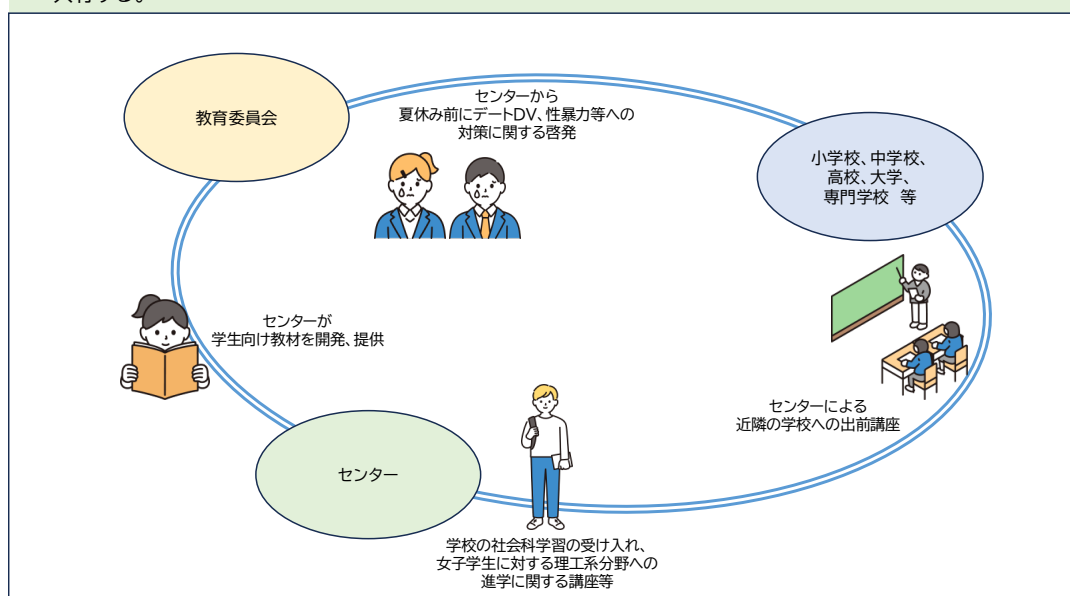 教育委員会
センターから
夏休み前にデートDV、性暴力等への
対策に関する啓発
小学校、中学校、
高校、大学、
専門学校 等
センターが
学生向け教材を開発、提供
センターによる
近隣の学校への出前講座
センター
学校の社会科学習の受け入れ、
女子学生に対する理工系分野への
進学に関する講座等